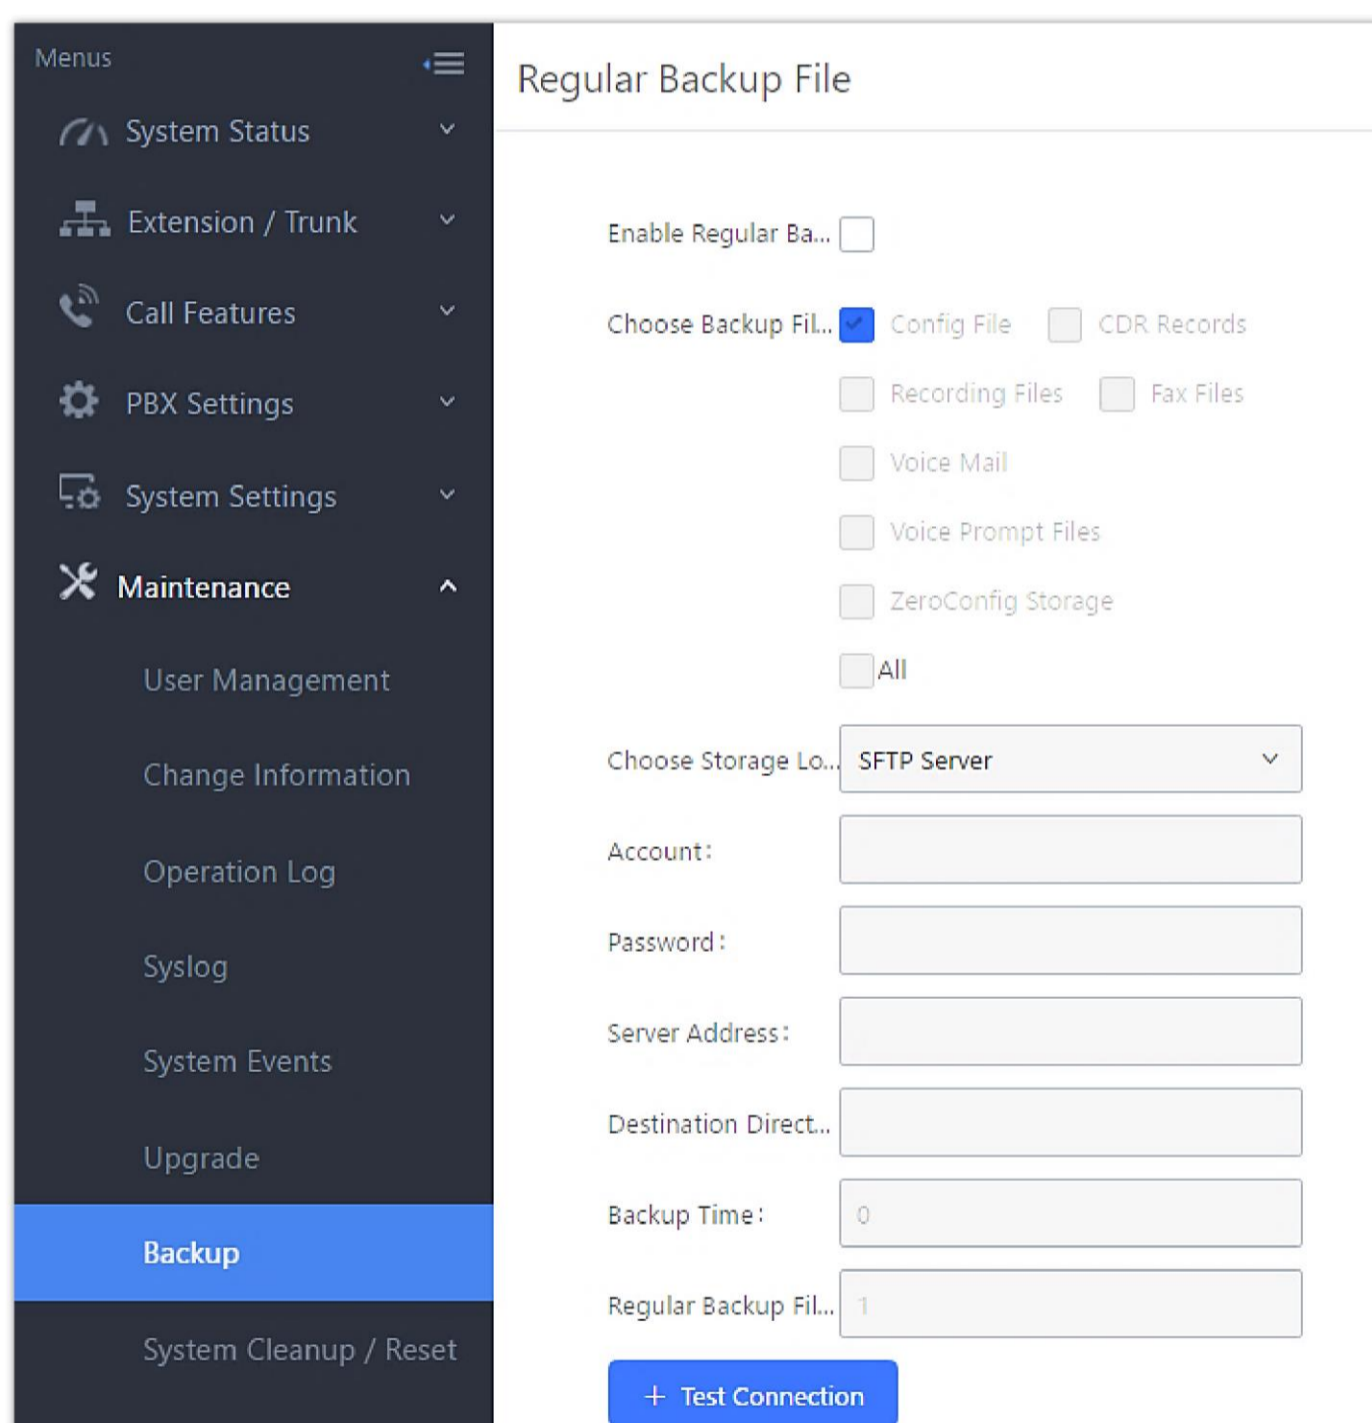 Menus
System Status
Extension / Trunk
Call Features
PBX Settings
System Settings
Maintenance
User Management
Change Information
Operation Log
Syslog
System Events
Upgrade
Backup
System Cleanup / Reset
Regular Backup File
Enable Regular Ba...
Choose Backup Fil... Config File CDR Records
Recording Files Fax Files
Voice Mail
Voice Prompt Files
ZeroConfig Storage
All
Choose Storage Lo... SFTP Server
Account:
Password:
Server Address:
Destination Direct...
Backup Time: 0
Regular Backup Fil... 1
+ Test Connection